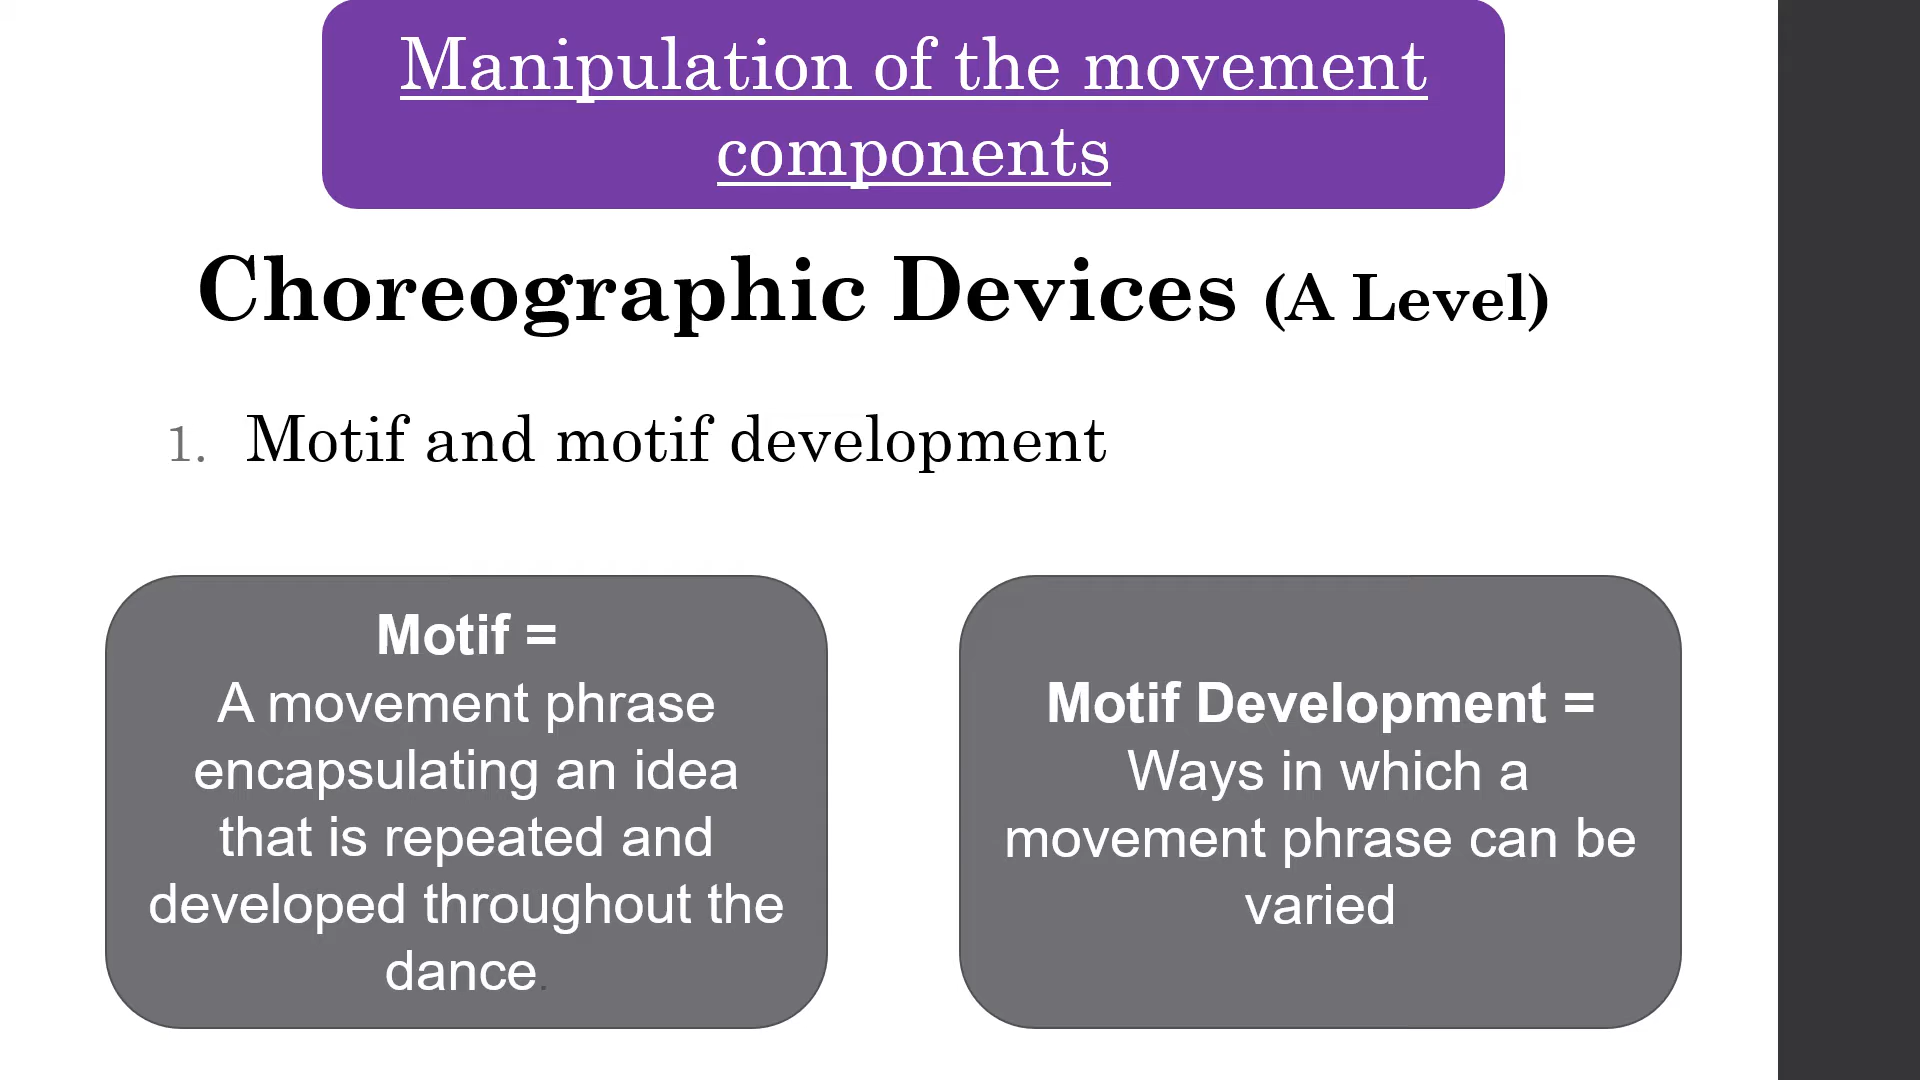 Manipulation of the movement
components
Choreographic Devices (A Level)
1. Motif and motif development
Motif =
A movement phrase
encapsulating an idea
that is repeated and
developed throughout the
dance.
Motif Development =
Ways in which a
movement phrase can be
varied